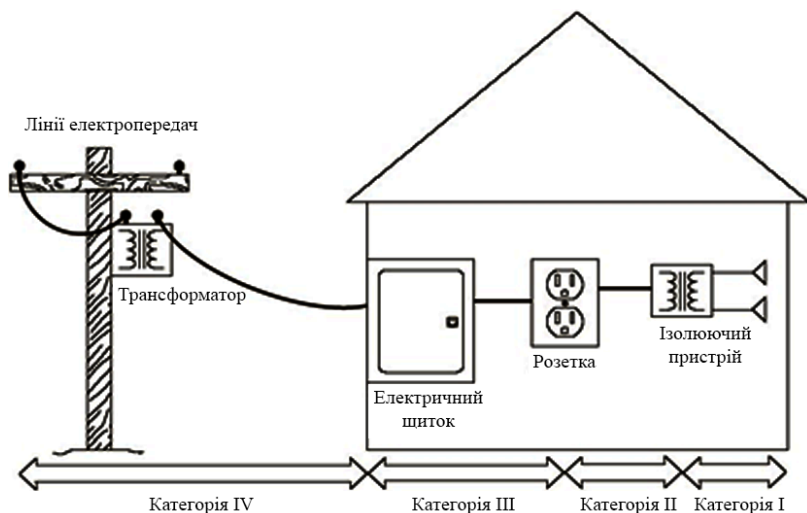 Лінії електропередач
Трансформатор
Електричний
щиток
Розетка
Ізолюючий
пристрій
Категорія IV
Категорія III
Категорія II
Категорія I